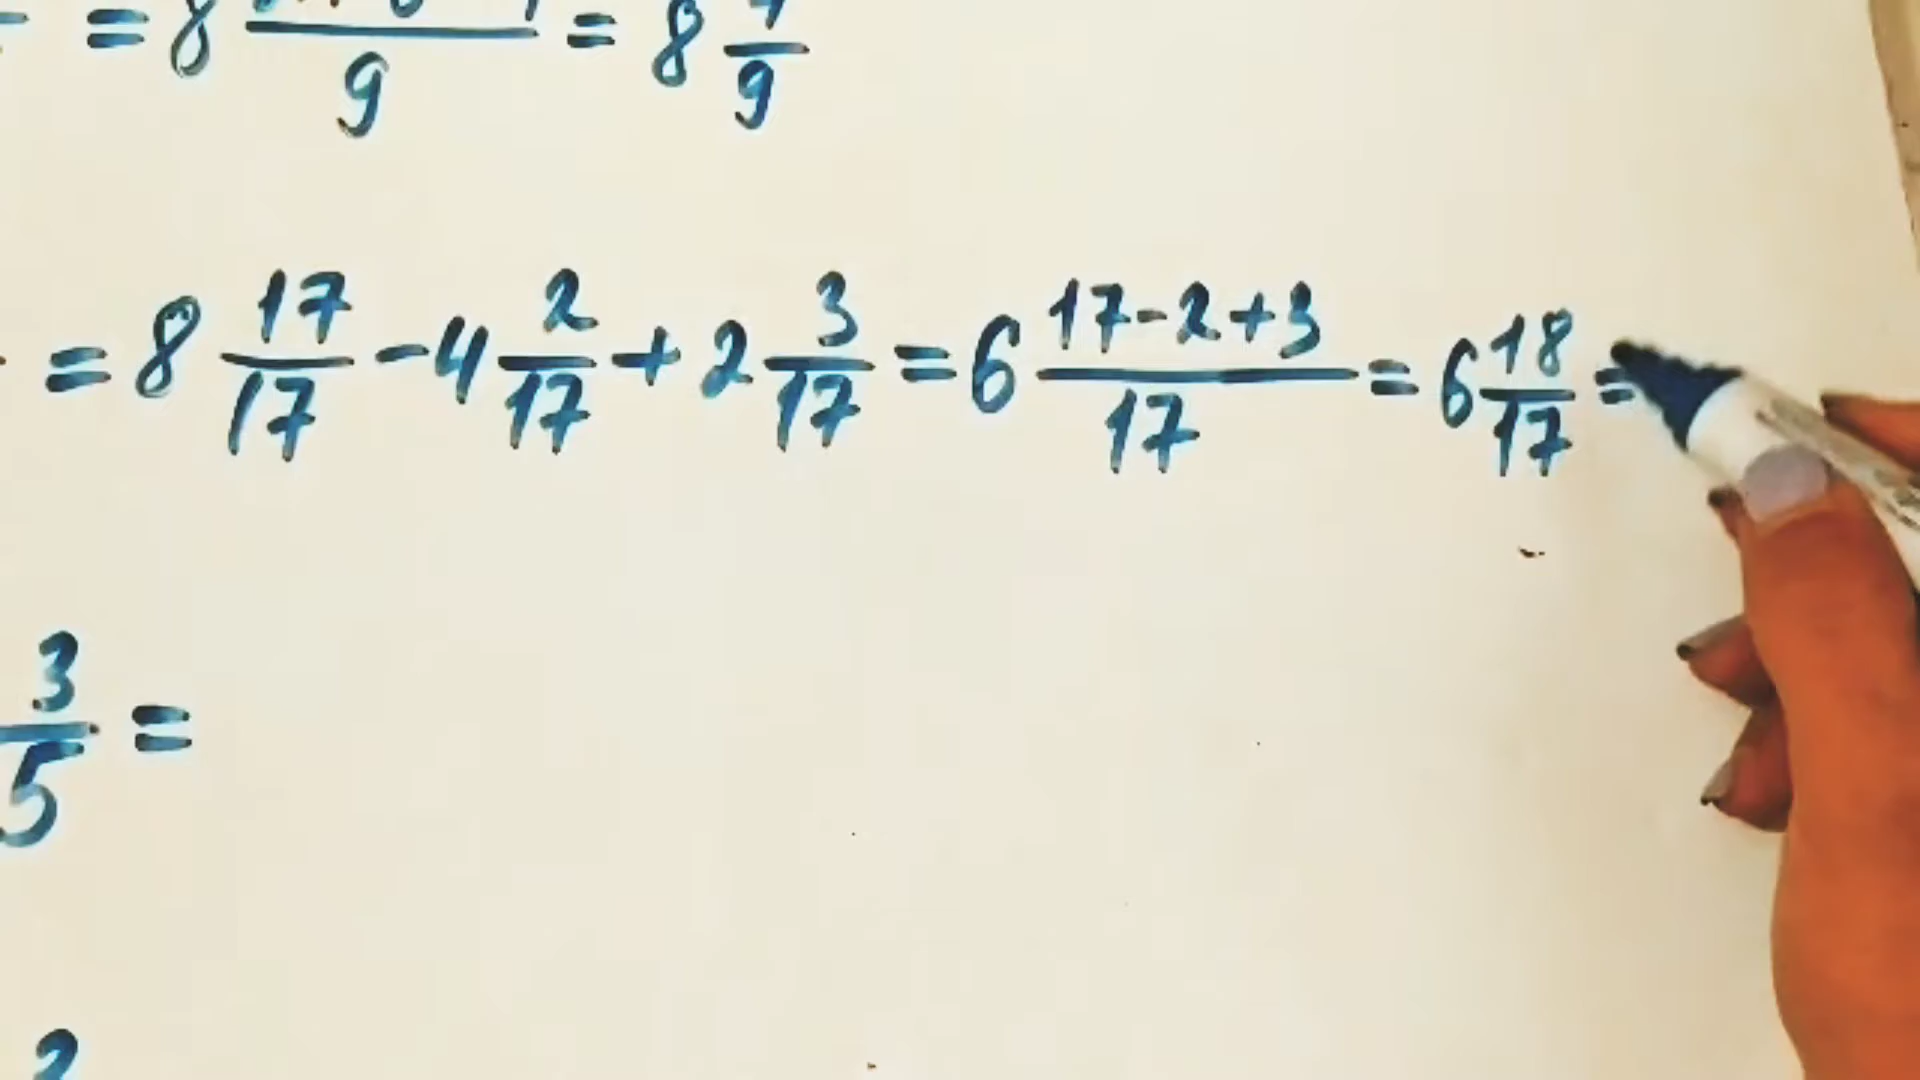 = 8 —/9 = 8 —/9
= 8 17/17 - 4 2/17 + 2 3/17 = 6 (17-2+3)/17 = 6 18/17 =
3/5 =